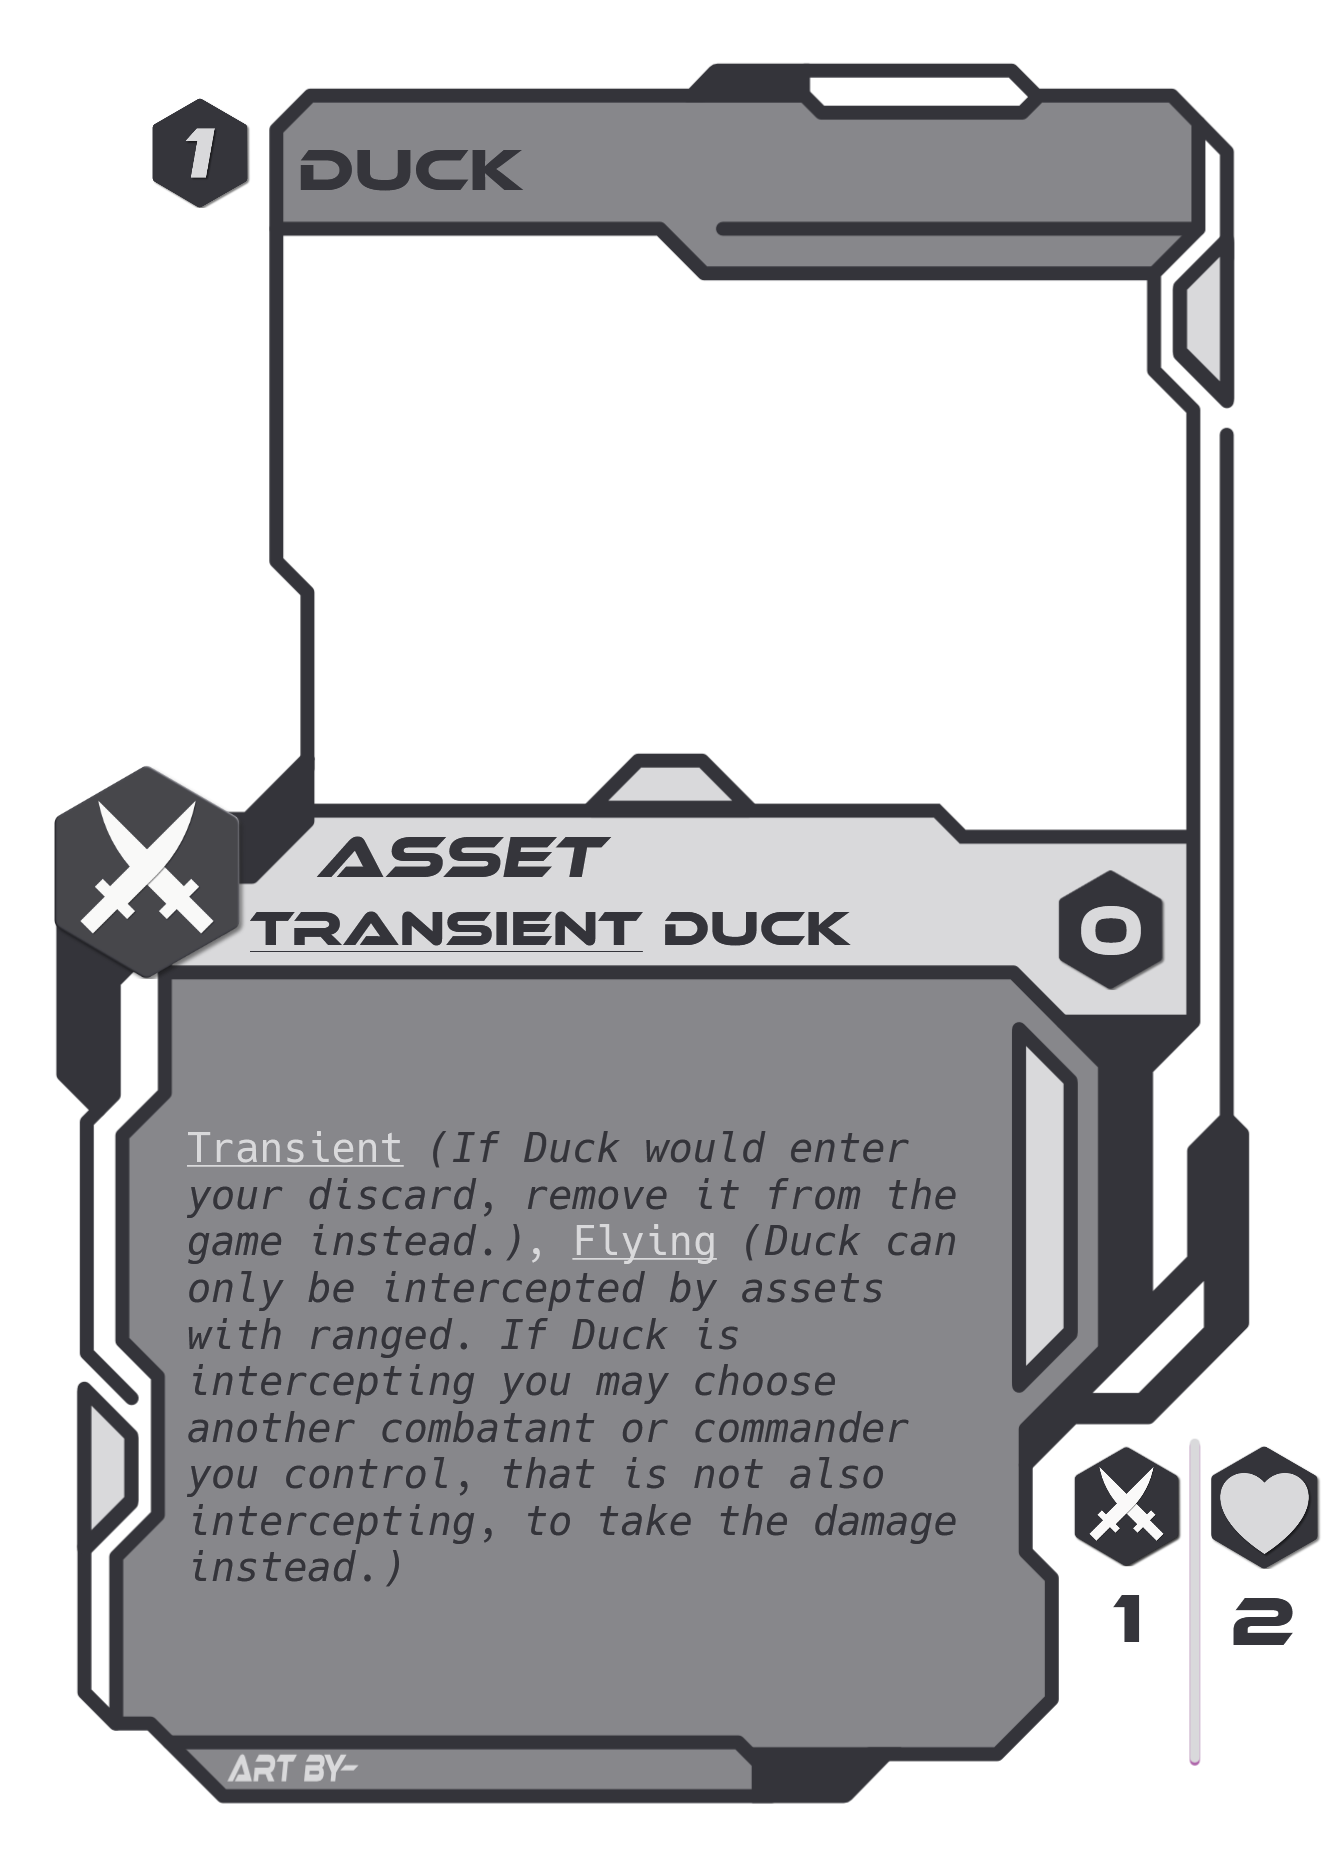 1
DUCK
ASSET
TRANSIENT DUCK
0
Transient (If Duck would enter
your discard, remove it from the
game instead.), Flying (Duck can
only be intercepted by assets
with ranged. If Duck is
intercepting you may choose
another combatant or commander
you control, that is not also
intercepting, to take the damage
instead.)
1
2
ART BY-